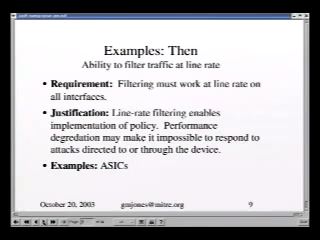 Examples: Then
Ability to filter traffic at line rate
• Requirement: Filtering must work at line rate on
all interfaces.
• Justification: Line-rate filtering enables
implementation of policy. Performance
degredation may make it impossible to respond to
attacks directed to or through the device.
• Examples: ASICs
October 20, 2003 gmjones@mitre.org 9